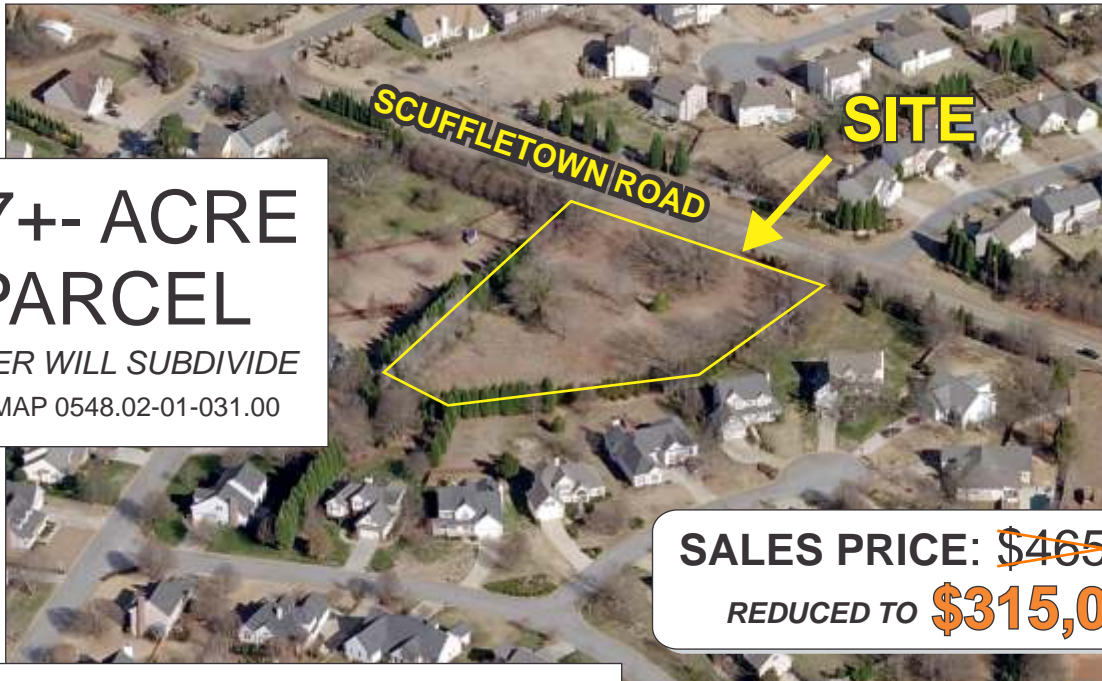 SCUFFLETOWN ROAD
SITE
7+- ACRE
PARCEL
ER WILL SUBDIVIDE
MAP 0548.02-01-031.00
SALES PRICE: $465
REDUCED TO $315,0